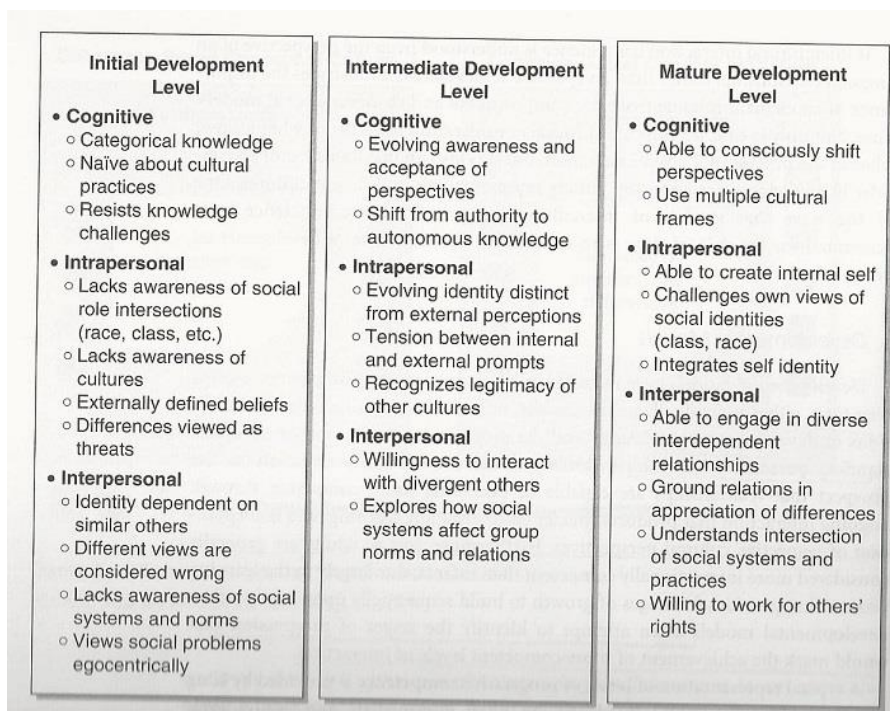 Initial Development
Level
• Cognitive
○ Categorical knowledge
○ Naïve about cultural
practices
○ Resists knowledge
challenges
• Intrapersonal
○ Lacks awareness of social
role intersections
(race, class, etc.)
○ Lacks awareness of
cultures
○ Externally defined beliefs
○ Differences viewed as
threats
• Interpersonal
○ Identity dependent on
similar others
○ Different views are
considered wrong
○ Lacks awareness of social
systems and norms
○ Views social problems
egocentrically
Intermediate Development
Level
• Cognitive
○ Evolving awareness and
acceptance of
perspectives
○ Shift from authority to
autonomous knowledge
• Intrapersonal
○ Evolving identity distinct
from external perceptions
○ Tension between internal
and external prompts
○ Recognizes legitimacy of
other cultures
• Interpersonal
○ Willingness to interact
with divergent others
○ Explores how social
systems affect group
norms and relations
Mature Development
Level
• Cognitive
○ Able to consciously shift
perspectives
○ Use multiple cultural
frames
• Intrapersonal
○ Able to create internal self
○ Challenges own views of
social identities
(class, race)
○ Integrates self identity
• Interpersonal
○ Able to engage in diverse
interdependent
relationships
○ Ground relations in
appreciation of differences
○ Understands intersection
of social systems and
practices
○ Willing to work for others'
rights